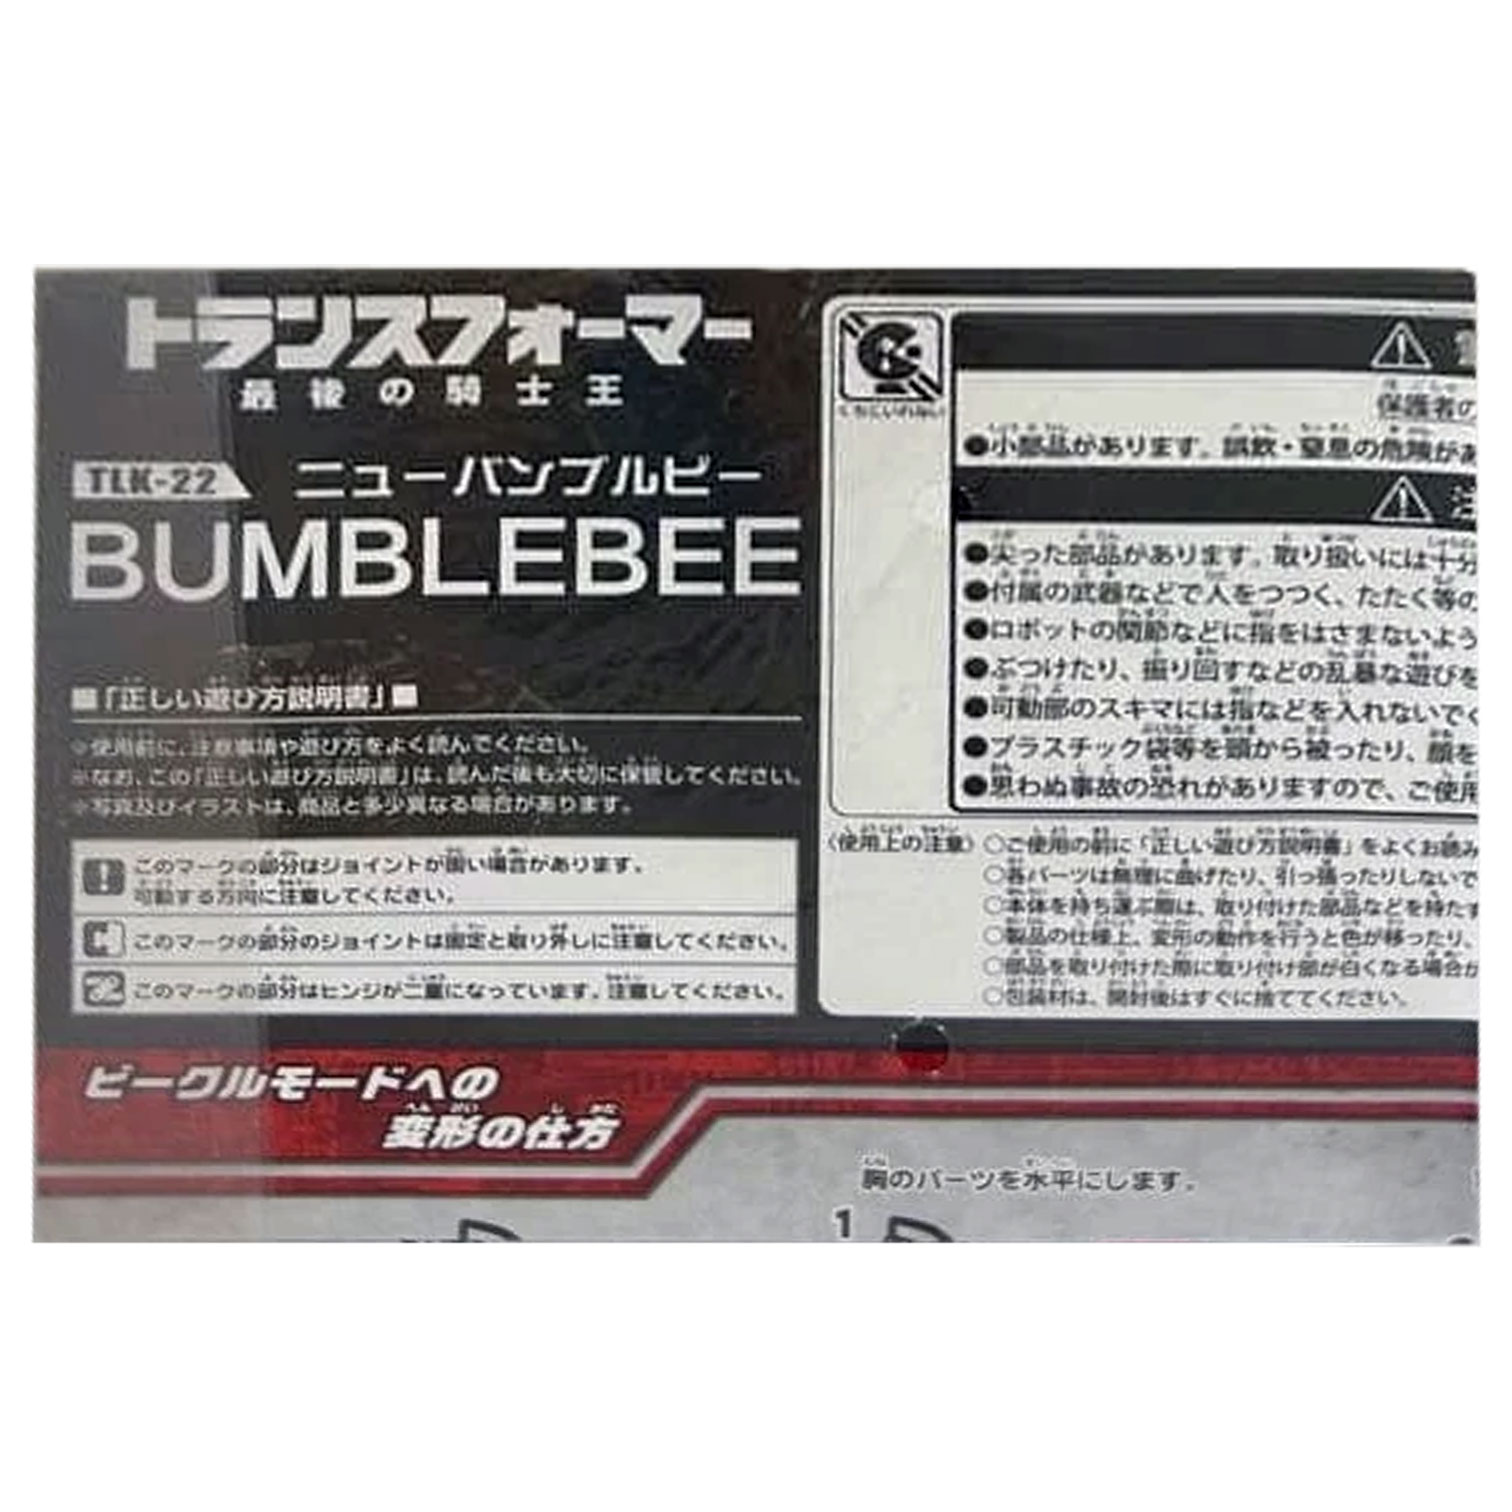 トランスフォーマー
最後の騎士王
TLK-22 ニューバンブルビー
BUMBLEBEE
■「正しい遊び方説明書」■
※使用前に、注意事項や遊び方をよく読んでください。
※なお、この「正しい遊び方説明書」は、読んだ後も大切に保管してください。
※写真及びイラストは、商品と多少異なる場合があります。
このマークの部分はジョイントが固い場合があります。
可動する方向に注意してください。
このマークの部分のジョイントは固定と取り外しに注意してください。
このマークの部分はヒンジが二重になっています。注意してください。
くちにいれない
保護者の
●小部品があります。誤飲・窒息の危険があ
●尖った部品があります。取り扱いには十分
●付属の武器などで人をつつく、たたく等の
●ロボットの関節などに指をはさまないよう
●ぶつけたり、振り回すなどの乱暴な遊びを
●可動部のスキマには指などを入れないでく
●プラスチック袋等を頭から被ったり、顔を
●思わぬ事故の恐れがありますので、ご使用
〈使用上の注意〉○ご使用の前に「正しい遊び方説明書」をよくお読み
○各パーツは無理に曲げたり、引っ張ったりしないで
○本体を持ち運ぶ際は、取り付けた部品などを持たず
○製品の仕様上、変形の動作を行うと色が移ったり、
○部品を取り付けた際に取り付け部が白くなる場合が
○包装材は、開封後はすぐに捨ててください。
ビークルモードへの
変形の仕方
胸のパーツを水平にします。
1